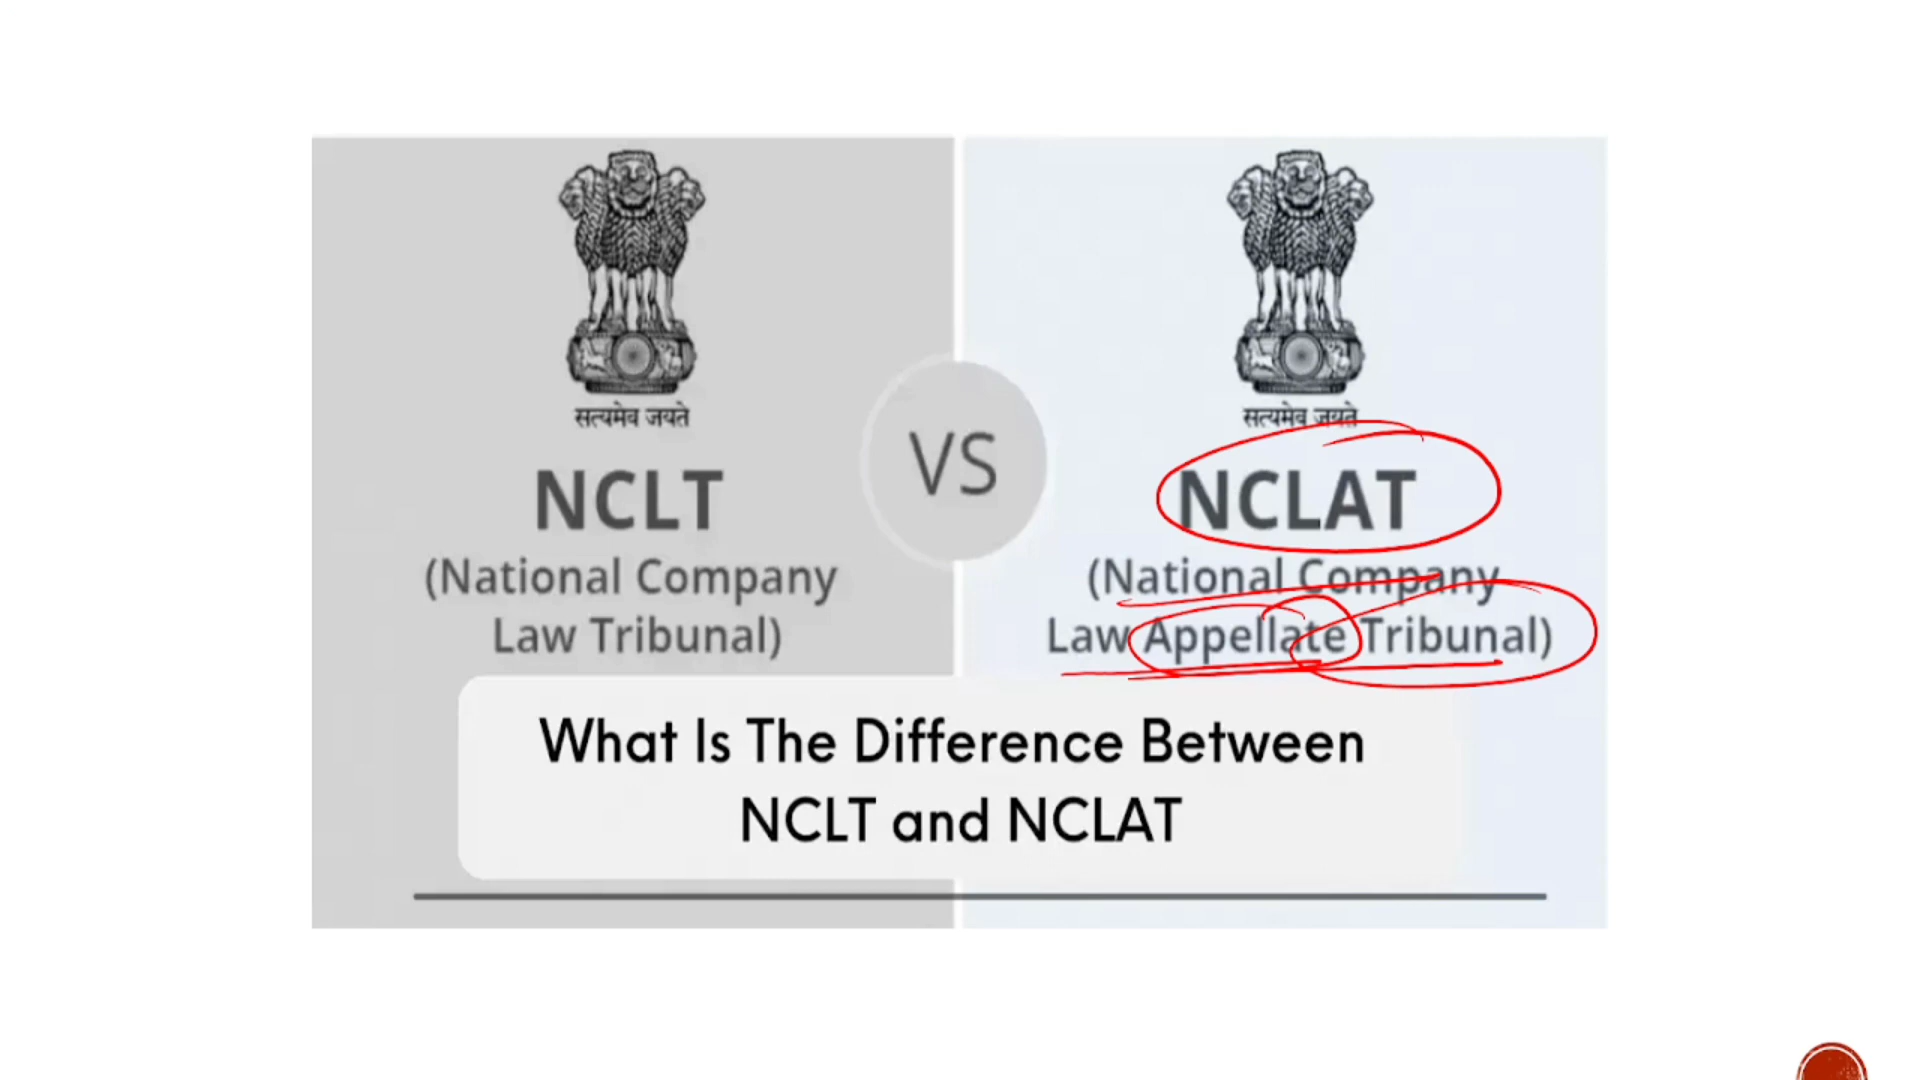 सत्यमेव जयते
NCLT
(National Company
Law Tribunal)
VS
सत्यमेव जयते
NCLAT
(National Company
Law Appellate Tribunal)
What Is The Difference Between
NCLT and NCLAT